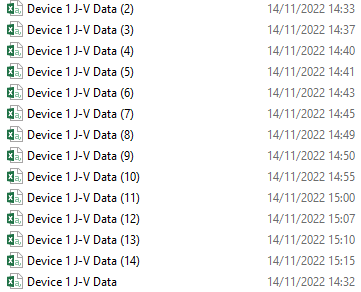 Device 1 J-V Data (2) 14/11/2022 14:33
Device 1 J-V Data (3) 14/11/2022 14:37
Device 1 J-V Data (4) 14/11/2022 14:40
Device 1 J-V Data (5) 14/11/2022 14:41
Device 1 J-V Data (6) 14/11/2022 14:43
Device 1 J-V Data (7) 14/11/2022 14:45
Device 1 J-V Data (8) 14/11/2022 14:49
Device 1 J-V Data (9) 14/11/2022 14:50
Device 1 J-V Data (10) 14/11/2022 14:55
Device 1 J-V Data (11) 14/11/2022 15:00
Device 1 J-V Data (12) 14/11/2022 15:07
Device 1 J-V Data (13) 14/11/2022 15:10
Device 1 J-V Data (14) 14/11/2022 15:15
Device 1 J-V Data 14/11/2022 14:32